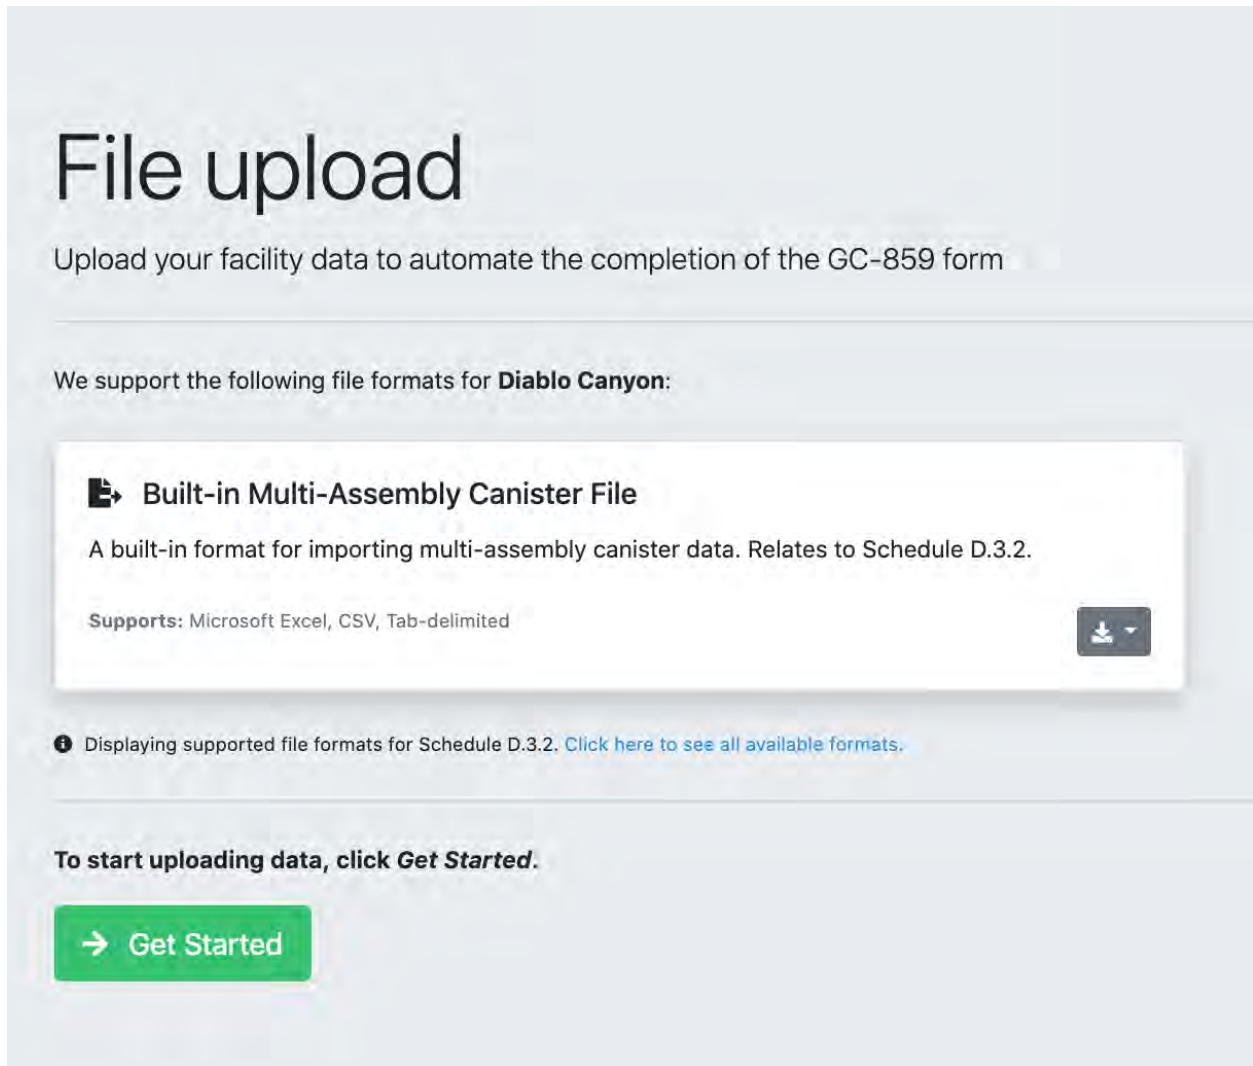 File upload
Upload your facility data to automate the completion of the GC-859 form
We support the following file formats for Diablo Canyon:
Built-in Multi-Assembly Canister File
A built-in format for importing multi-assembly canister data. Relates to Schedule D.3.2.
Supports: Microsoft Excel, CSV, Tab-delimited
Displaying supported file formats for Schedule D.3.2. Click here to see all available formats.
To start uploading data, click Get Started.
Get Started